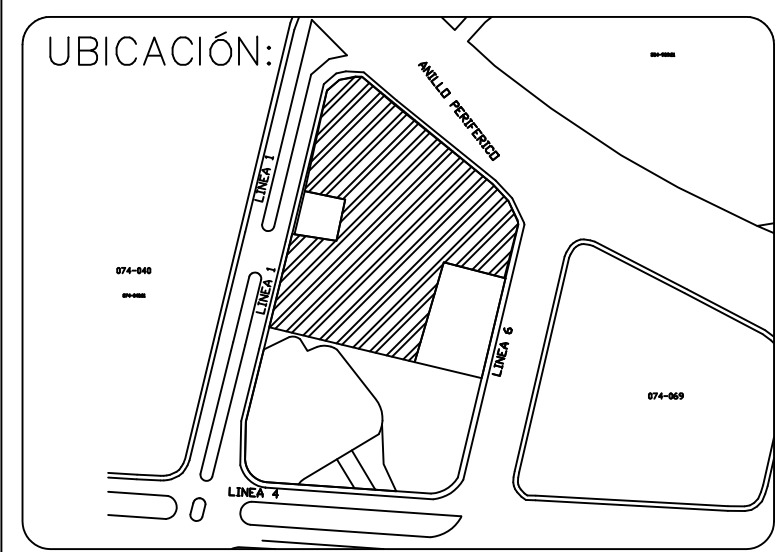 UBICACIÓN:
ANILLO PERIFERICO
LINEA 1
074-040
LINEA 1
LINEA 6
074-069
LINEA 4